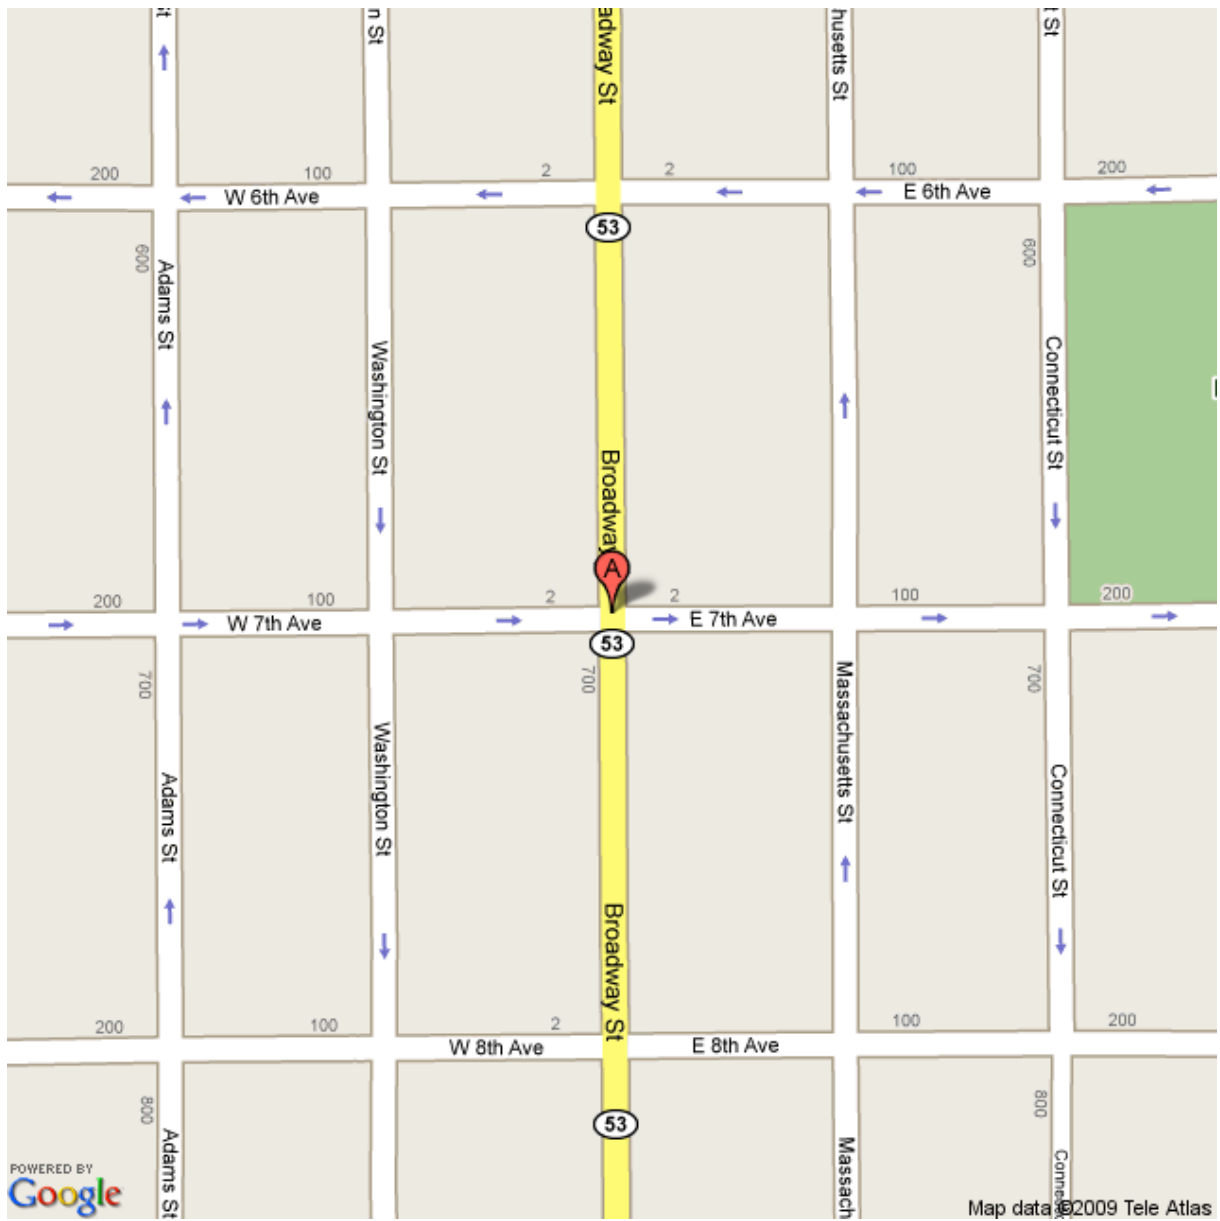 St
n St
adway St
husetts St
t St
200
100
2
2
100
200
W 6th Ave
E 6th Ave
53
600
600
Adams St
Washington St
Connecticut St
Broadway
A
200
100
2
2
100
200
W 7th Ave
E 7th Ave
53
700
700
700
Massachusetts St
Washington St
Adams St
Connecticut St
Broadway St
200
100
2
100
200
W 8th Ave
E 8th Ave
800
800
53
Adams St
Massach
Connec
POWERED BY
Google
Map data ©2009 Tele Atlas